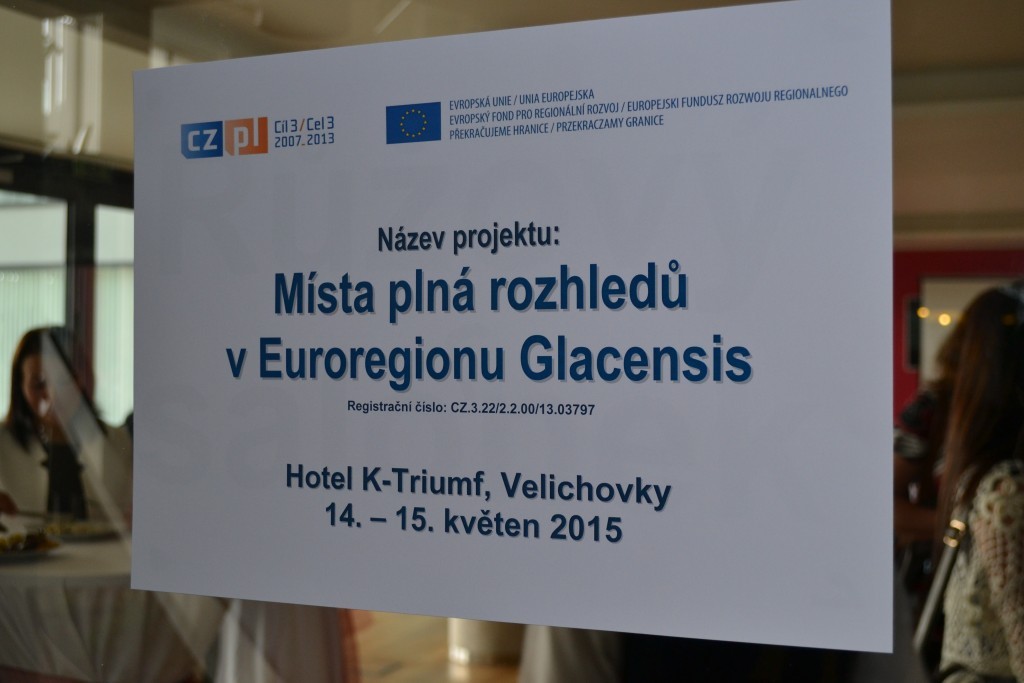 cz pl Cíl 3 / Cel 3
2007-2013
EVROPSKÁ UNIE / UNIA EUROPEJSKA
EVROPSKÝ FOND PRO REGIONÁLNÍ ROZVOJ / EUROPEJSKI FUNDUSZ ROZWOJU REGIONALNEGO
PŘEKRAČUJEME HRANICE / PRZEKRACZAMY GRANICE
Název projektu:
Místa plná rozhledů
v Euroregionu Glacensis
Registrační číslo: CZ.3.22/2.2.00/13.03797
Hotel K-Triumf, Velichovky
14. – 15. květen 2015